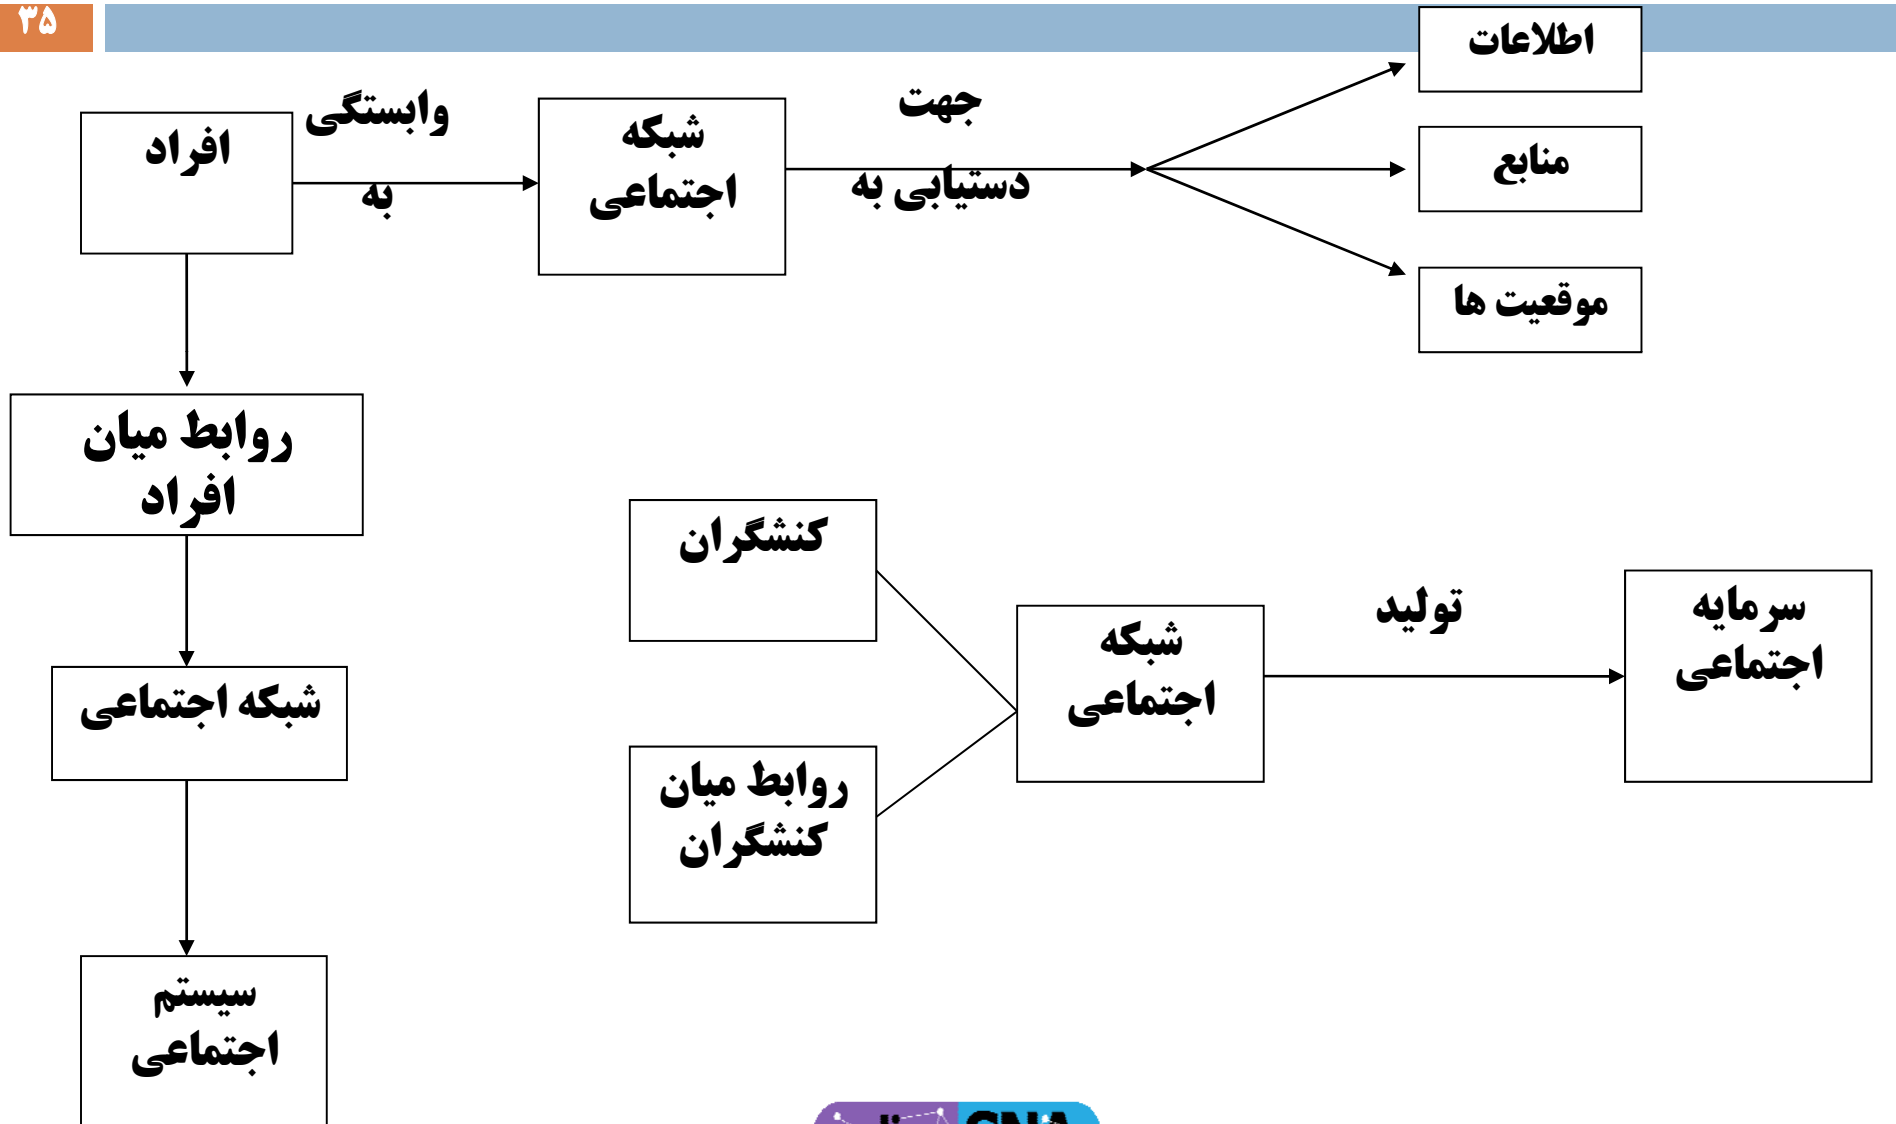 ۳۵
اطلاعات
جهت
وابستگی
شبکه
افراد
منابع
اجتماعی
دستیابی به
به
موقعیت ها
روابط میان
افراد
کنشگران
سرمایه
تولید
شبکه
اجتماعی
شبکه اجتماعی
اجتماعی
روابط میان
کنشگران
سیستم
اجتماعی
SNA